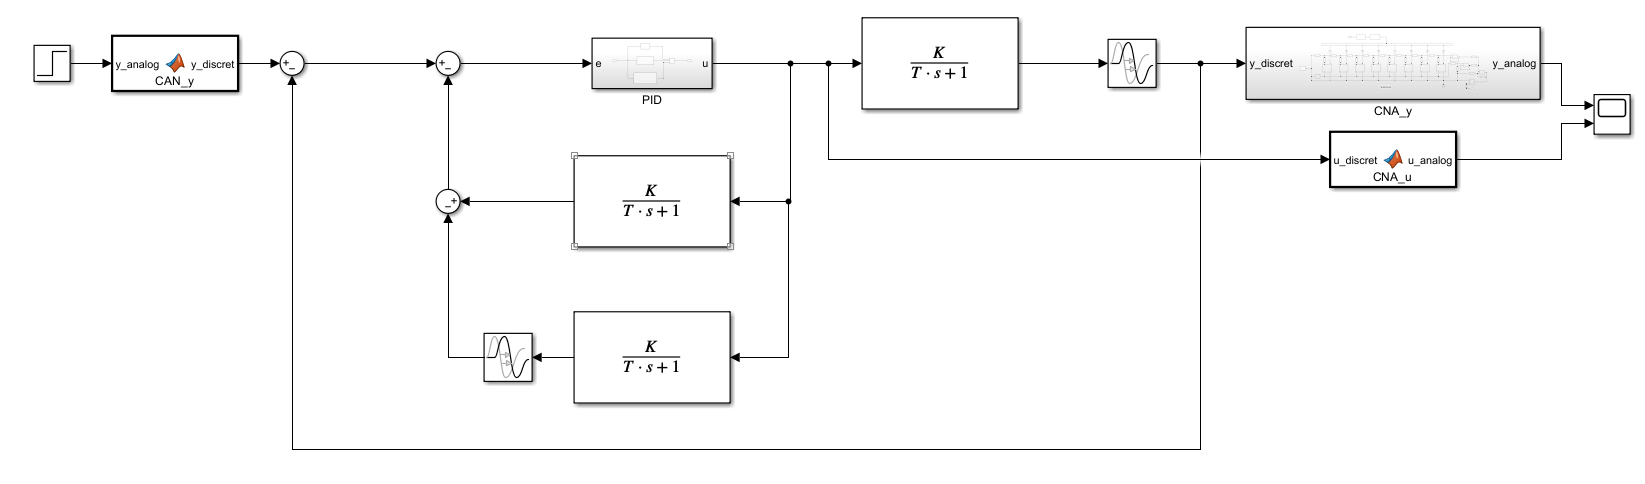 y_analog y_discret
CAN_y
+
_
+
_
e u
PID
K
T · s + 1
y_discret y_analog
CNA_y
u_discret u_analog
CNA_u
_
+
K
T · s + 1
K
T · s + 1